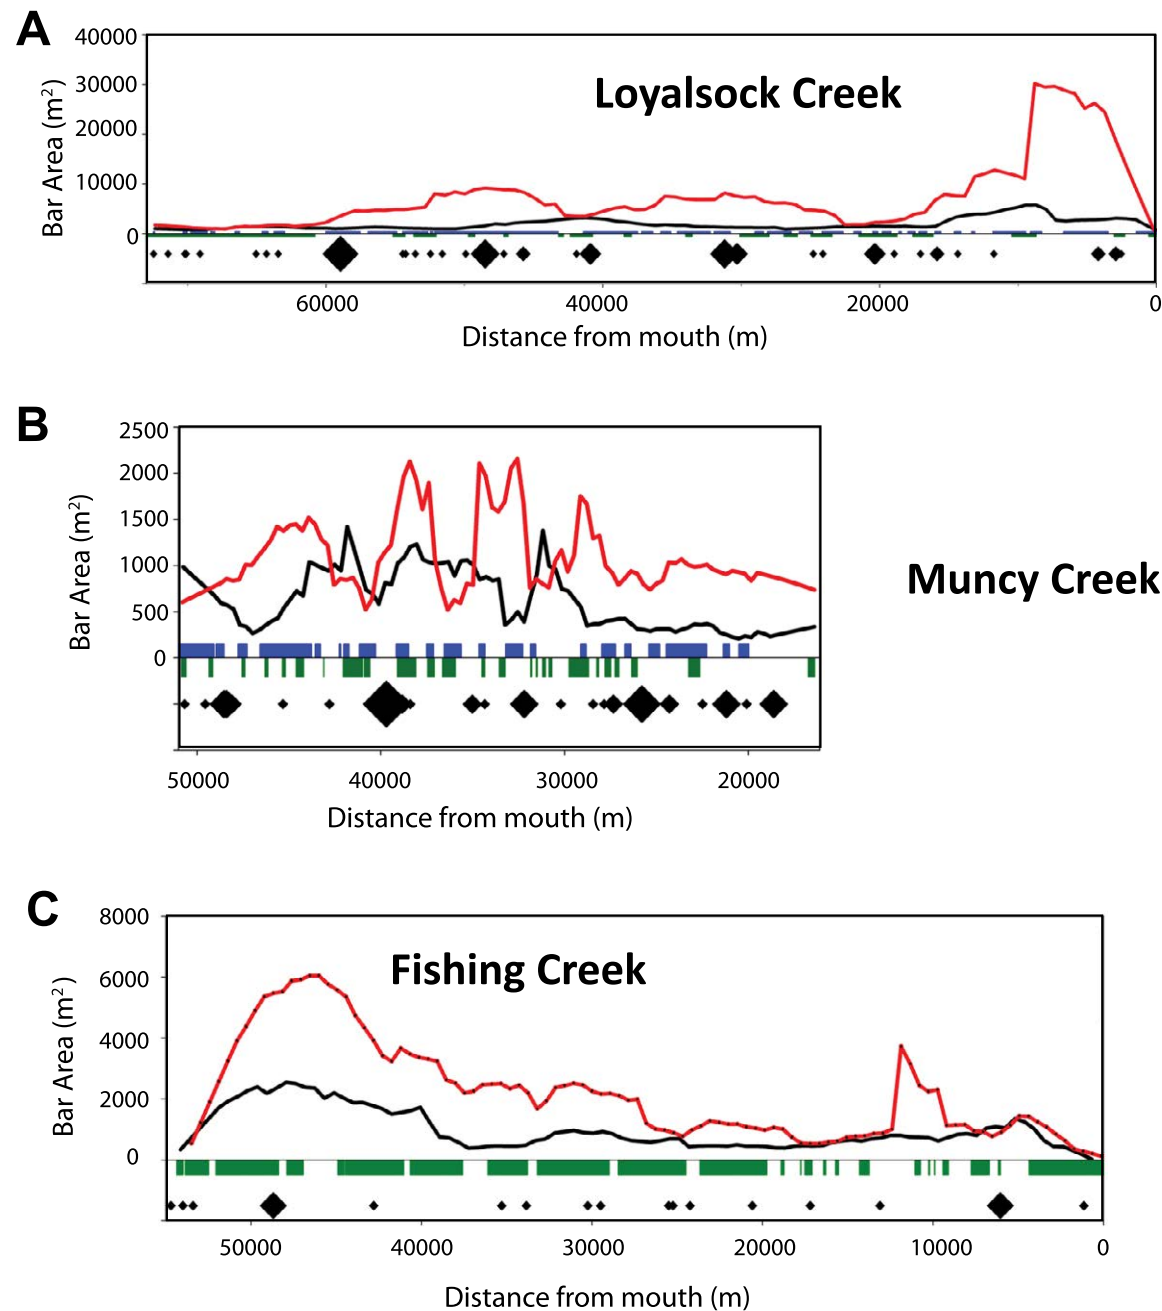 A
40000
30000
20000
10000
0
Bar Area (m²)
Loyalsock Creek
60000 40000 20000 0
Distance from mouth (m)
B
2500
2000
1500
1000
500
0
Bar Area (m²)
Muncy Creek
50000 40000 30000 20000
Distance from mouth (m)
C
8000
6000
4000
2000
0
Bar Area (m²)
Fishing Creek
50000 40000 30000 20000 10000 0
Distance from mouth (m)